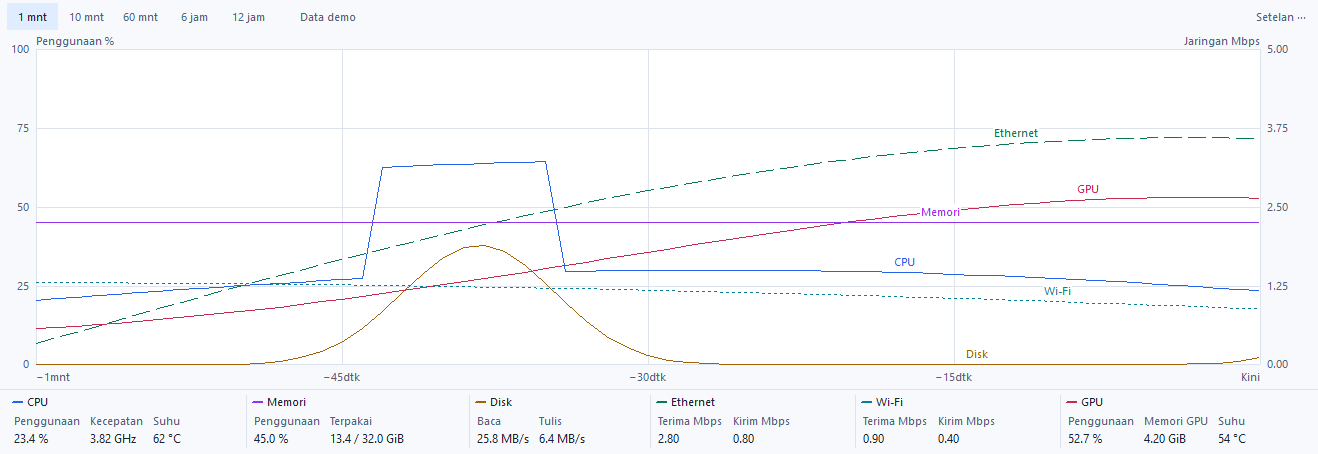 1 mnt 10 mnt 60 mnt 6 jam 12 jam Data demo Setelan ···
Penggunaan % Jaringan Mbps
100 5.00
75 3.75
50 2.50
25 1.25
0 0.00
Ethernet
GPU
Memori
CPU
Wi-Fi
Disk
−1mnt −45dtk −30dtk −15dtk Kini
CPU Memori Disk Ethernet Wi-Fi GPU
Penggunaan Kecepatan Suhu Penggunaan Terpakai Baca Tulis Terima Mbps Kirim Mbps Terima Mbps Kirim Mbps Penggunaan Memori GPU Suhu
23.4 % 3.82 GHz 62 °C 45.0 % 13.4 / 32.0 GiB 25.8 MB/s 6.4 MB/s 2.80 0.80 0.90 0.40 52.7 % 4.20 GiB 54 °C